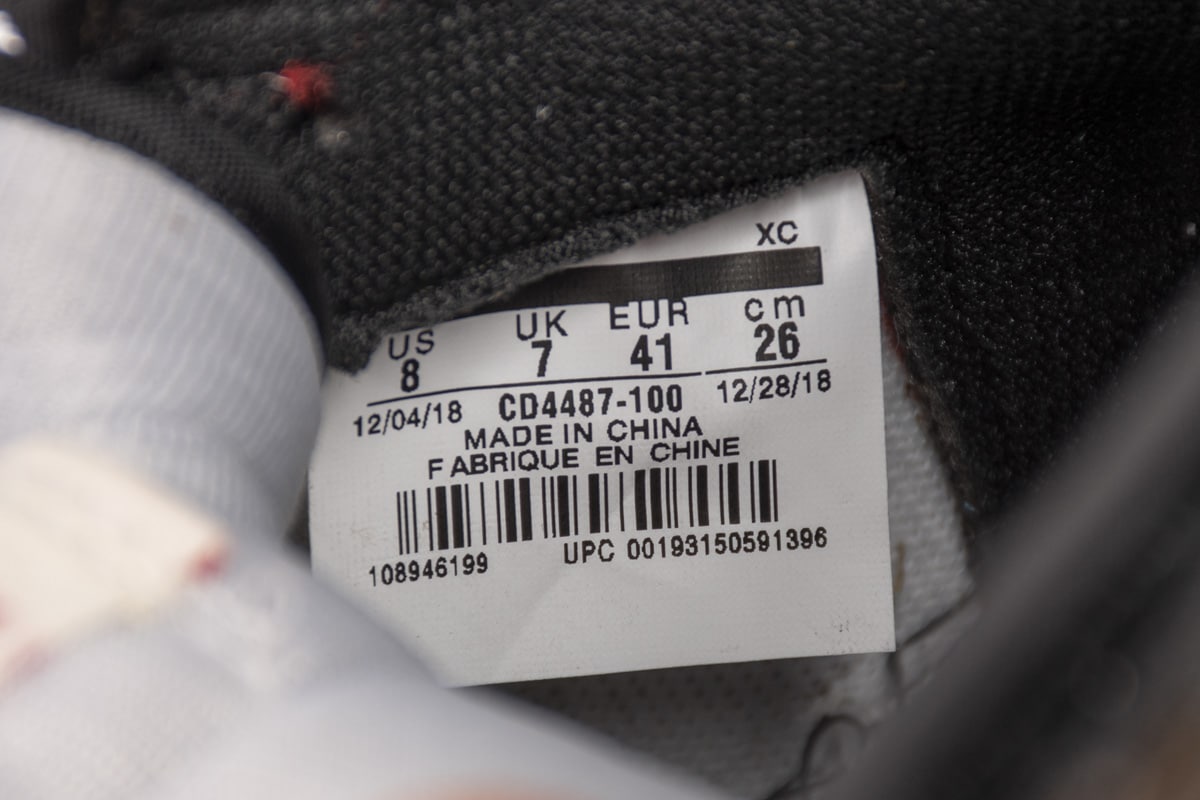 XC
US UK EUR cm
8 7 41 26
12/04/18 CD4487-100 12/28/18
MADE IN CHINA
FABRIQUE EN CHINE
108946199 UPC 00193150591396